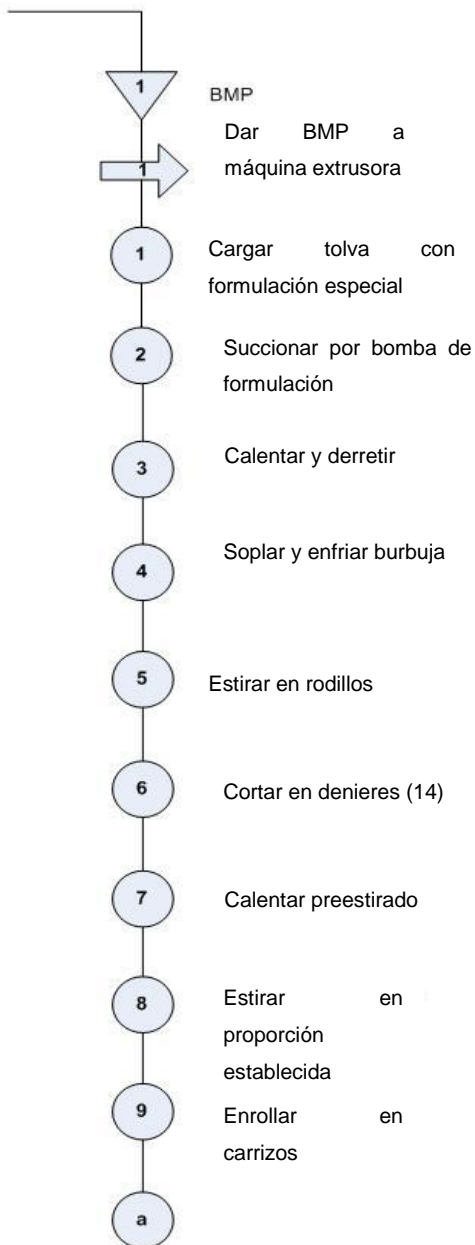 1
BMP
Dar BMP a
máquina extrusora
1
1
Cargar tolva con
formulación especial
2
Succionar por bomba de
formulación
3
Calentar y derretir
4
Soplar y enfriar burbuja
5
Estirar en rodillos
6
Cortar en denieres (14)
7
Calentar preestirado
8
Estirar en
proporción
establecida
9
Enrollar en
carrizos
a